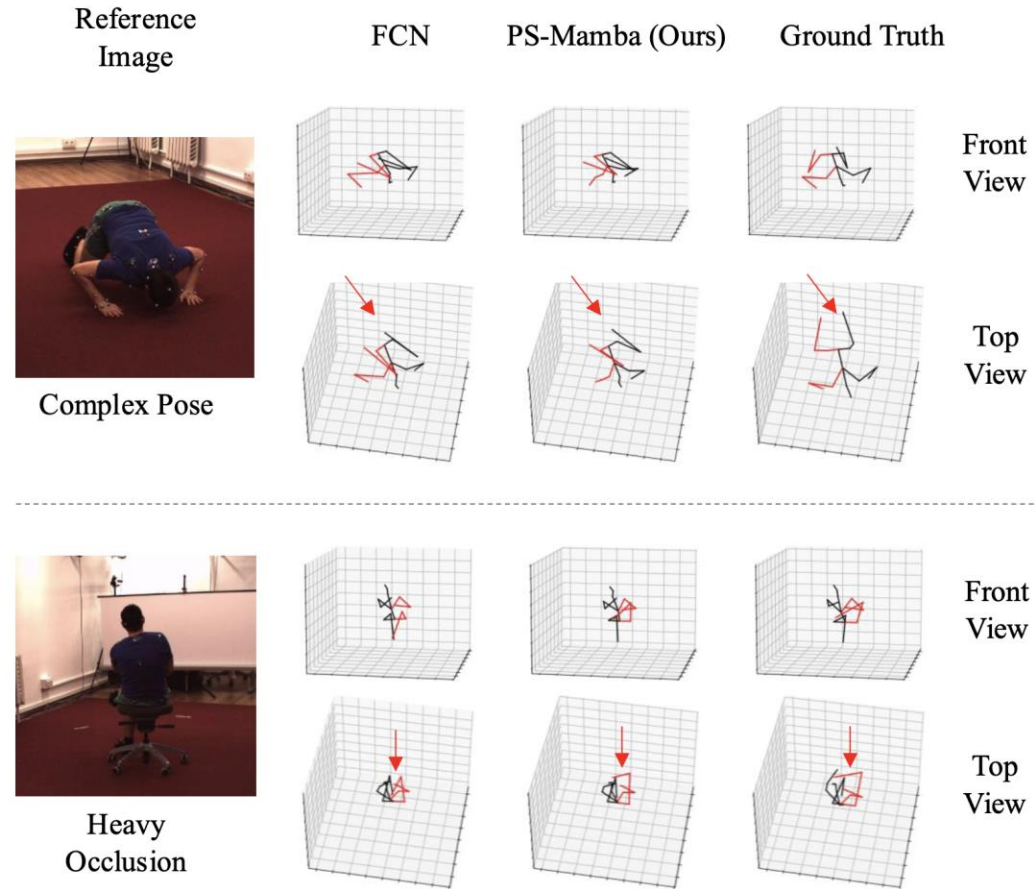 Reference
Image
FCN
PS-Mamba (Ours)
Ground Truth
Front
View
Top
View
Complex Pose
Front
View
Top
View
Heavy
Occlusion